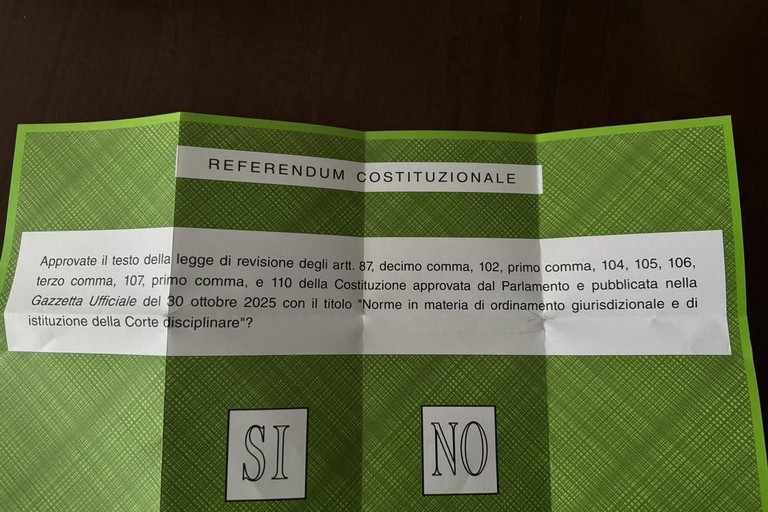 REFERENDUM COSTITUZIONALE
Approvate il testo della legge di revisione degli artt. 87, decimo comma, 102, primo comma, 104, 105, 106,
terzo comma, 107, primo comma, e 110 della Costituzione approvata dal Parlamento e pubblicata nella
Gazzetta Ufficiale del 30 ottobre 2025 con il titolo "Norme in materia di ordinamento giurisdizionale e di
istituzione della Corte disciplinare"?
SI NO